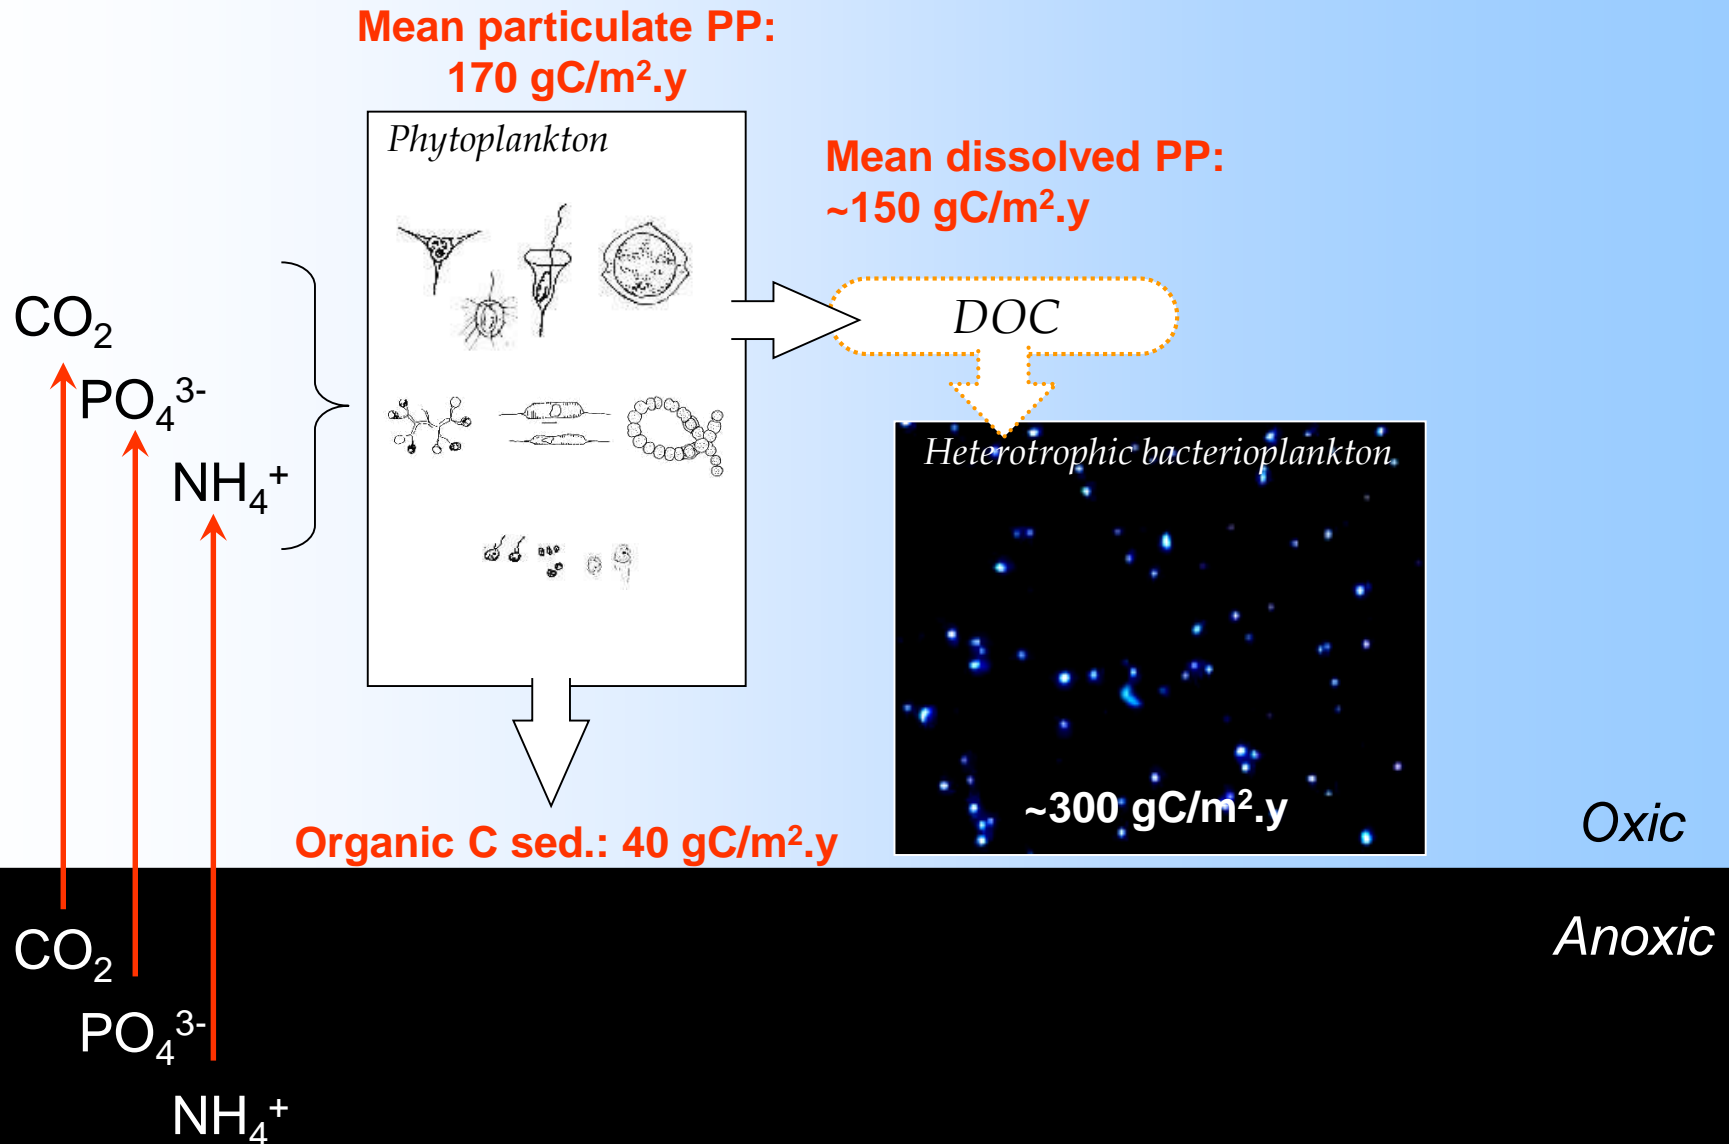 Mean particulate PP:
170 gC/m².y
Phytoplankton
Mean dissolved PP:
~150 gC/m².y
DOC
CO₂
PO₄³⁻
NH₄⁺
Heterotrophic bacterioplankton
~300 gC/m².y
Organic C sed.: 40 gC/m².y
Oxic
Anoxic
CO₂
PO₄³⁻
NH₄⁺